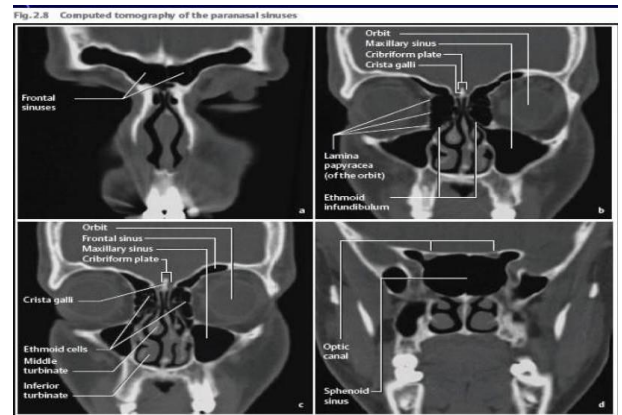 Fig. 2.8 Computed tomography of the paranasal sinuses
Frontal
sinuses
a
Orbit
Maxillary sinus
Cribriform plate
Crista galli
Lamina
papyracea
(of the orbit)
Ethmoid
infundibulum
b
Orbit
Frontal sinus
Maxillary sinus
Cribriform plate
Crista galli
Ethmoid cells
Middle
turbinate
Inferior
turbinate
c
Optic
canal
Sphenoid
sinus
d